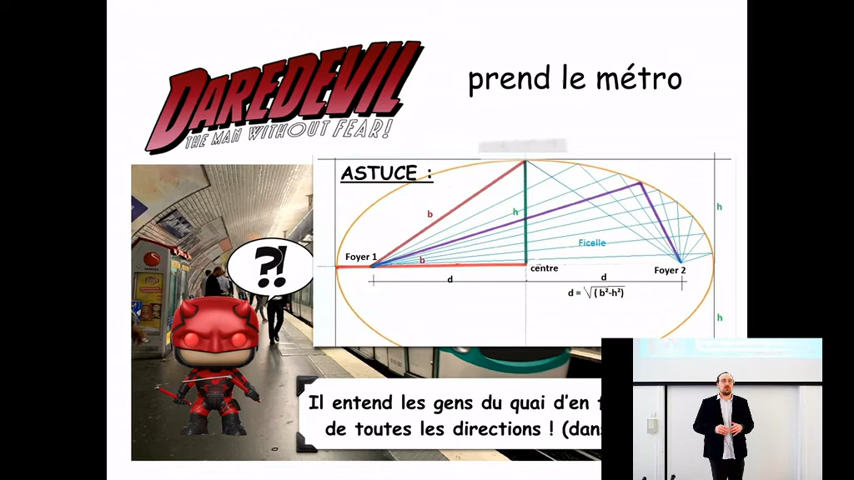 DAREDEVIL
THE MAN WITHOUT FEAR!
prend le métro
ASTUCE :
b
h
h
Ficelle
Foyer 1
b
centre
Foyer 2
d
d
d = √(b²-h²)
h
?!
Il entend les gens du quai d'en
de toutes les directions ! (dans